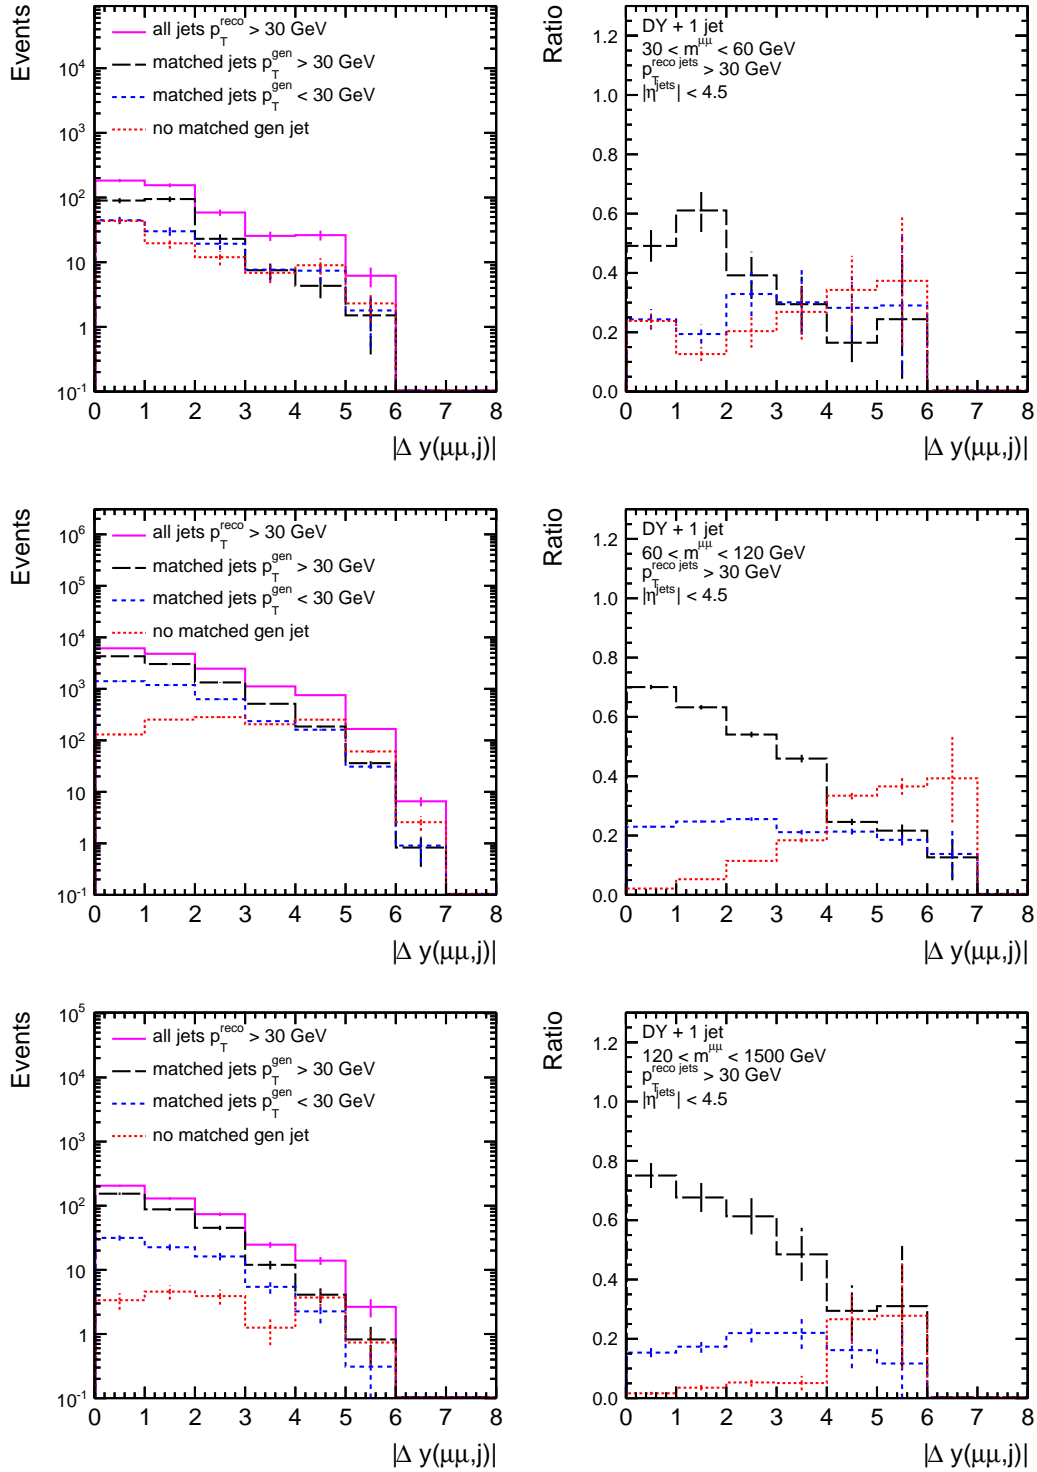 Events
all jets p_T^reco > 30 GeV
matched jets p_T^gen > 30 GeV
matched jets p_T^gen < 30 GeV
no matched gen jet
10^4
10^3
10^2
10
1
10^-1
0 1 2 3 4 5 6 7 8
|Δ y(μμ,j)|
Ratio
DY + 1 jet
30 < m^μμ < 60 GeV
p_T^reco jets > 30 GeV
|η^jets| < 4.5
1.2
1.0
0.8
0.6
0.4
0.2
0.0
0 1 2 3 4 5 6 7 8
|Δ y(μμ,j)|
Events
all jets p_T^reco > 30 GeV
matched jets p_T^gen > 30 GeV
matched jets p_T^gen < 30 GeV
no matched gen jet
10^6
10^5
10^4
10^3
10^2
10
1
10^-1
0 1 2 3 4 5 6 7 8
|Δ y(μμ,j)|
Ratio
DY + 1 jet
60 < m^μμ < 120 GeV
p_T^reco jets > 30 GeV
|η^jets| < 4.5
1.2
1.0
0.8
0.6
0.4
0.2
0.0
0 1 2 3 4 5 6 7 8
|Δ y(μμ,j)|
Events
all jets p_T^reco > 30 GeV
matched jets p_T^gen > 30 GeV
matched jets p_T^gen < 30 GeV
no matched gen jet
10^5
10^4
10^3
10^2
10
1
10^-1
0 1 2 3 4 5 6 7 8
|Δ y(μμ,j)|
Ratio
DY + 1 jet
120 < m^μμ < 1500 GeV
p_T^reco jets > 30 GeV
|η^jets| < 4.5
1.2
1.0
0.8
0.6
0.4
0.2
0.0
0 1 2 3 4 5 6 7 8
|Δ y(μμ,j)|